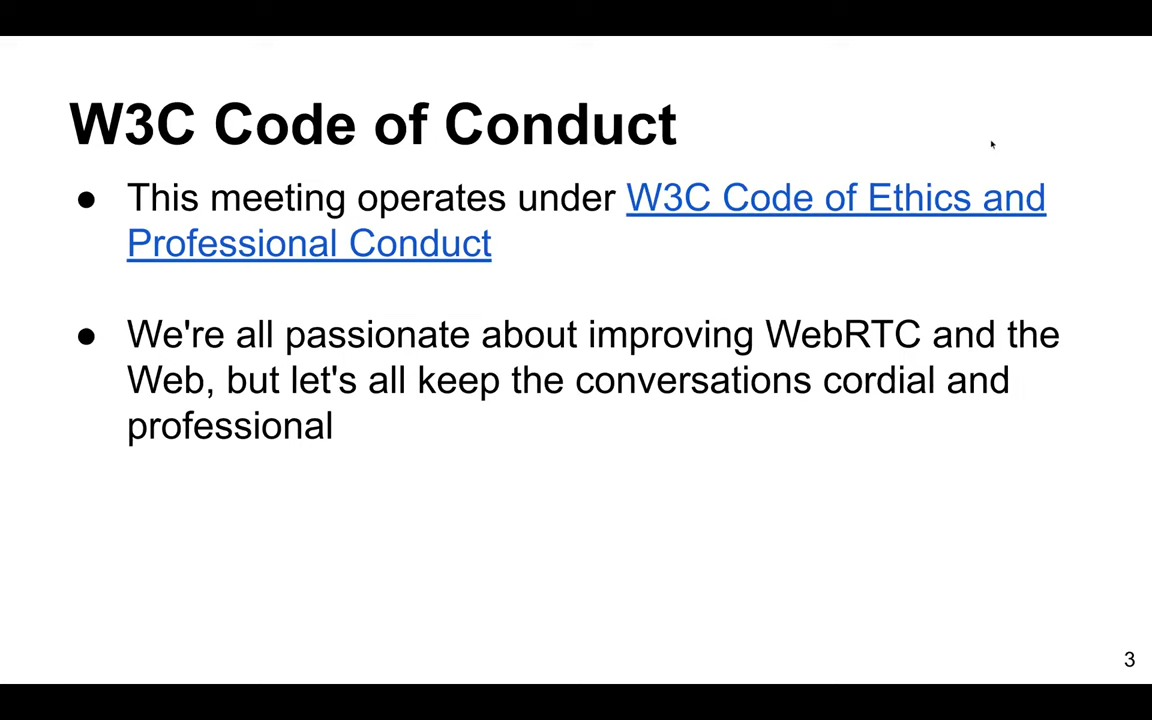 W3C Code of Conduct
● This meeting operates under W3C Code of Ethics and
Professional Conduct
● We're all passionate about improving WebRTC and the
Web, but let's all keep the conversations cordial and
professional
3